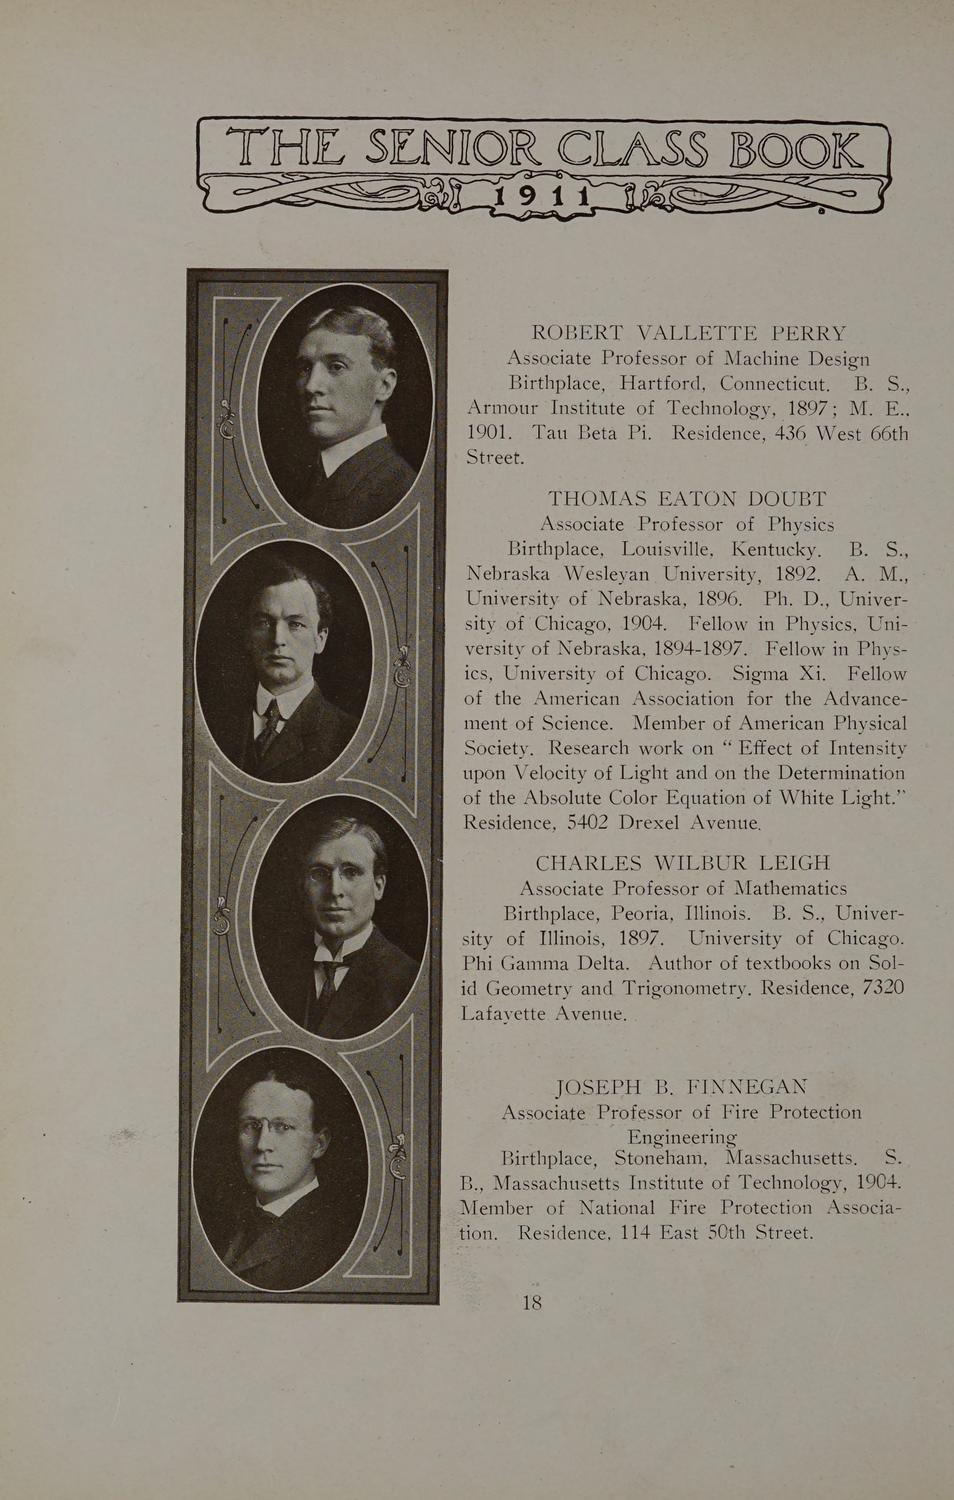 THE SENIOR CLASS BOOK
1911
ROBERT VALLETTE PERRY
Associate Professor of Machine Design
Birthplace, Hartford, Connecticut. B. S.,
Armour Institute of Technology, 1897; M. E.,
1901. Tau Beta Pi. Residence, 436 West 66th
Street.
THOMAS EATON DOUBT
Associate Professor of Physics
Birthplace, Louisville, Kentucky. B. S.,
Nebraska Wesleyan University, 1892. A. M.,
University of Nebraska, 1896. Ph. D., Univer-
sity of Chicago, 1904. Fellow in Physics, Uni-
versity of Nebraska, 1894-1897. Fellow in Phys-
ics, University of Chicago. Sigma Xi. Fellow
of the American Association for the Advance-
ment of Science. Member of American Physical
Society. Research work on “ Effect of Intensity
upon Velocity of Light and on the Determination
of the Absolute Color Equation of White Light.”
Residence, 5402 Drexel Avenue.
CHARLES WILBUR LEIGH
Associate Professor of Mathematics
Birthplace, Peoria, Illinois. B. S., Univer-
sity of Illinois, 1897. University of Chicago.
Phi Gamma Delta. Author of textbooks on Sol-
id Geometry and Trigonometry. Residence, 7320
Lafayette Avenue.
JOSEPH B. FINNEGAN
Associate Professor of Fire Protection
Engineering
Birthplace, Stoneham, Massachusetts. S.
B., Massachusetts Institute of Technology, 1904.
Member of National Fire Protection Associa-
tion. Residence, 114 East 50th Street.
18